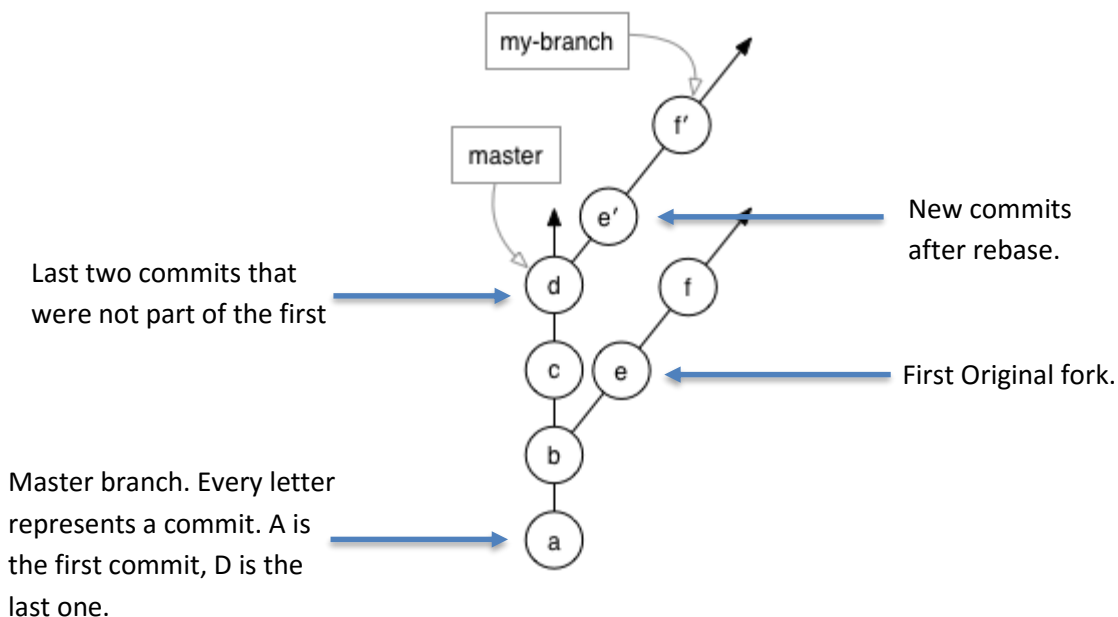 my-branch
f′
master
e′
New commits
after rebase.
Last two commits that
were not part of the first
d
f
c
e
First Original fork.
b
Master branch. Every letter
represents a commit. A is
the first commit, D is the
last one.
a